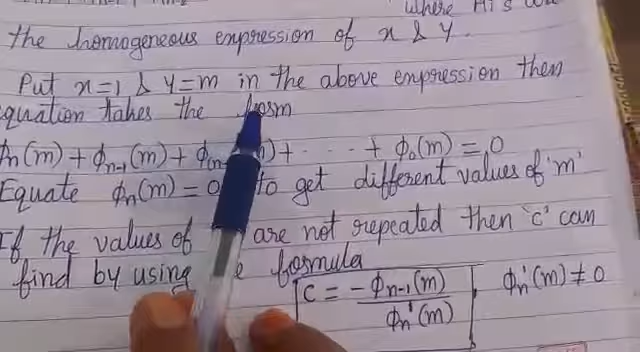 where
the homogeneous expression of x & y.
Put x=1 & y=m in the above expression then
equation takes the form
ϕn(m) + ϕn-1(m) + + ... + ϕ0(m) = 0
Equate ϕn(m) = 0 to get different values of 'm'
If the values of are not repeated then 'c' can
find by using formula
C = -ϕn-1(m) / ϕn'(m) , ϕn'(m) ≠ 0